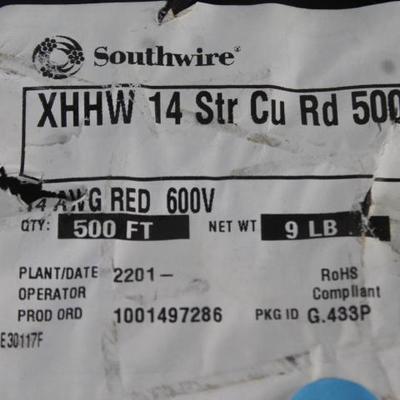 Southwire
XHHW 14 Str Cu Rd 500
14 AWG RED 600V
QTY: 500 FT NET WT 9 LB
PLANT/DATE 2201- RoHS
OPERATOR Compliant
PROD ORD 1001497286 PKG ID G.433P
E30117F